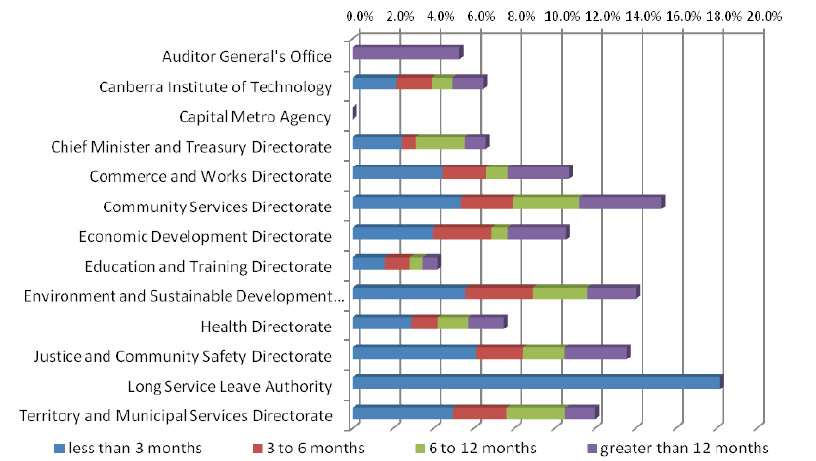 0.0% 2.0% 4.0% 6.0% 8.0% 10.0% 12.0% 14.0% 16.0% 18.0% 20.0%
Auditor General's Office
Canberra Institute of Technology
Capital Metro Agency
Chief Minister and Treasury Directorate
Commerce and Works Directorate
Community Services Directorate
Economic Development Directorate
Education and Training Directorate
Environment and Sustainable Development...
Health Directorate
Justice and Community Safety Directorate
Long Service Leave Authority
Territory and Municipal Services Directorate
less than 3 months 3 to 6 months 6 to 12 months greater than 12 months